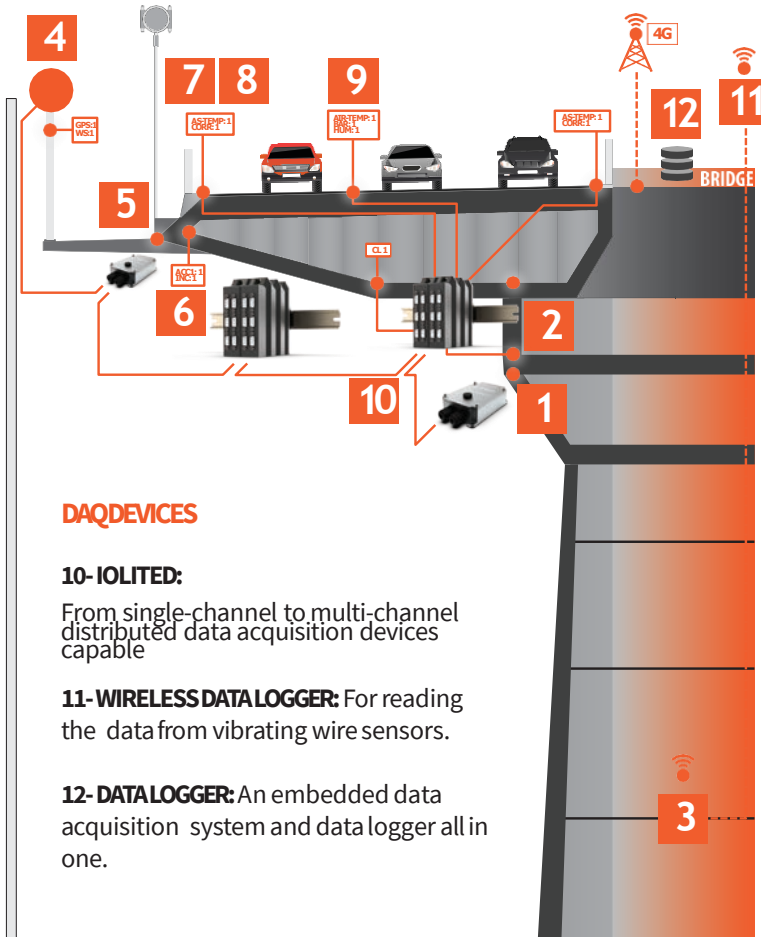 4
4G
7 8
9
11
12
GPS:1
WS:1
AS-TEMP: 1
CORR: 1
AIR-TEMP: 1
BAR: 1
HUM: 1
AS-TEMP: 1
CORR: 1
BRIDGE
5
CL 1
ACC1: 1
INC:1
6
2
10
1
DAQ DEVICES
10- IOLITED:
From single-channel to multi-channel
distributed data acquisition devices
capable
11- WIRELESS DATA LOGGER: For reading
the data from vibrating wire sensors.
12- DATA LOGGER: An embedded data
acquisition system and data logger all in
one.
3